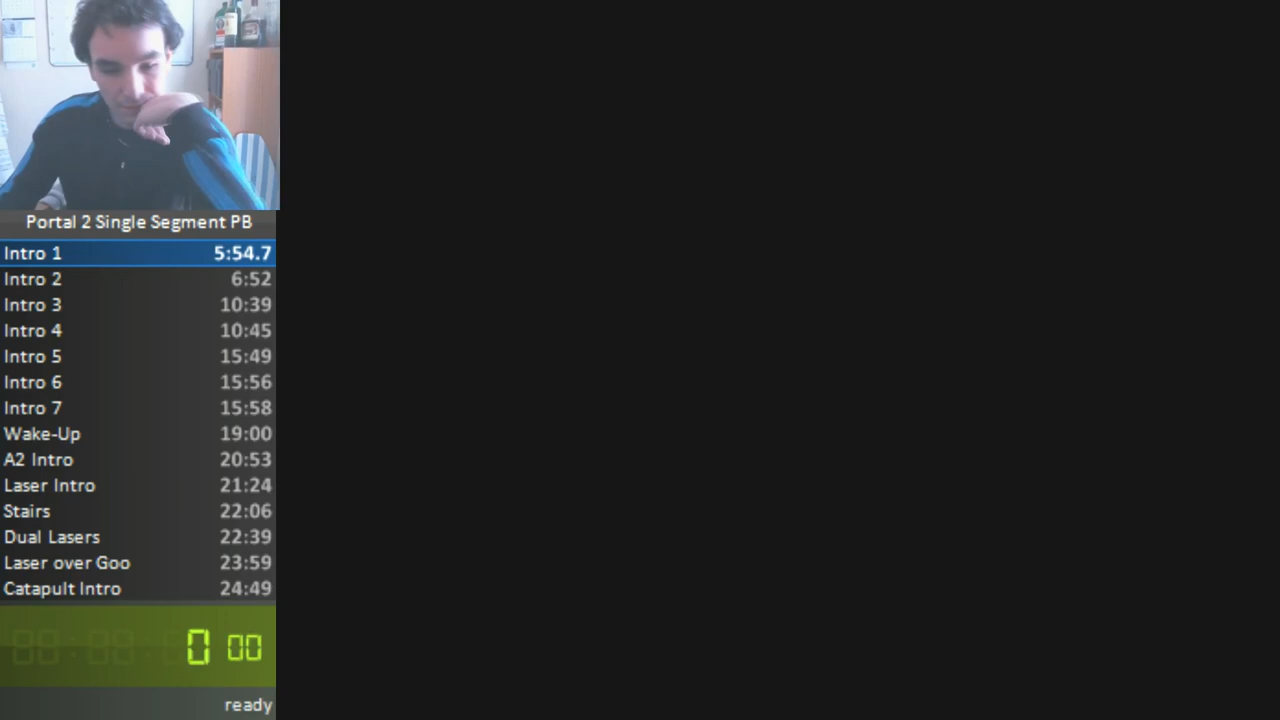 Portal 2 Single Segment PB
Intro 1 5:54.7
Intro 2 6:52
Intro 3 10:39
Intro 4 10:45
Intro 5 15:49
Intro 6 15:56
Intro 7 15:58
Wake-Up 19:00
A2 Intro 20:53
Laser Intro 21:24
Stairs 22:06
Dual Lasers 22:39
Laser over Goo 23:59
Catapult Intro 24:49
0 00
ready